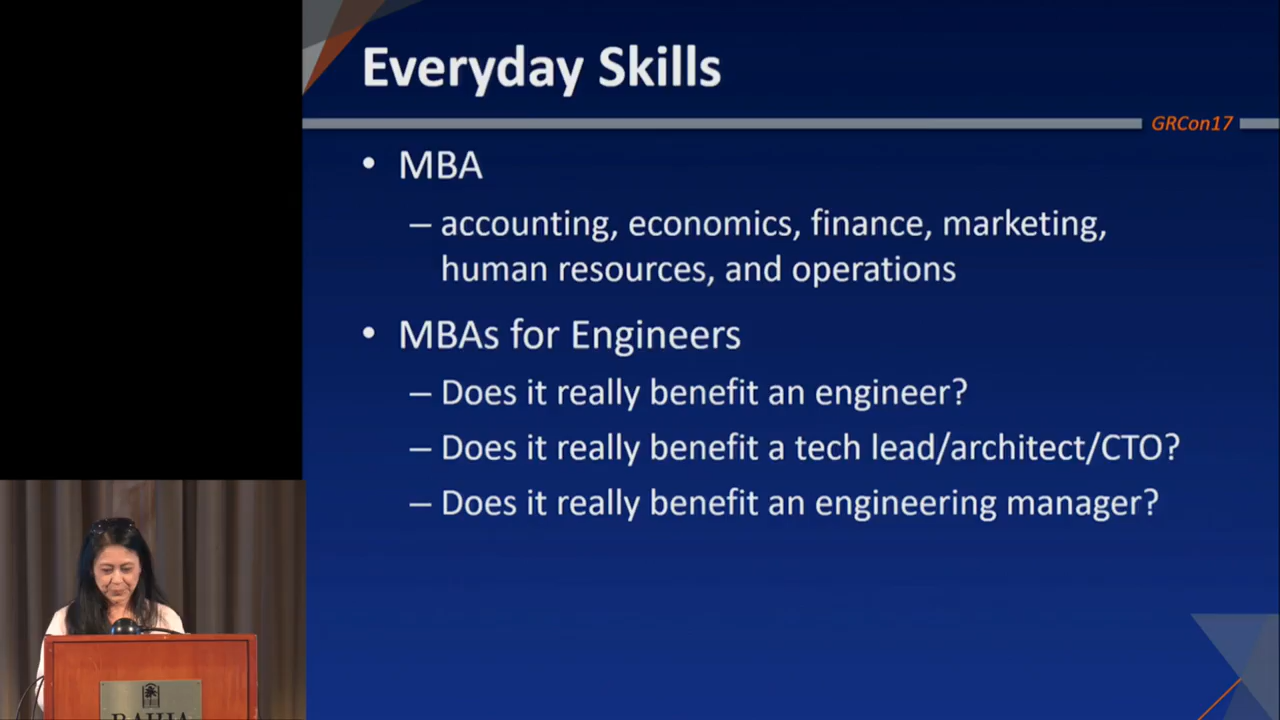 Everyday Skills
GRCon17
• MBA
– accounting, economics, finance, marketing,
human resources, and operations
• MBAs for Engineers
– Does it really benefit an engineer?
– Does it really benefit a tech lead/architect/CTO?
– Does it really benefit an engineering manager?
BAHIA